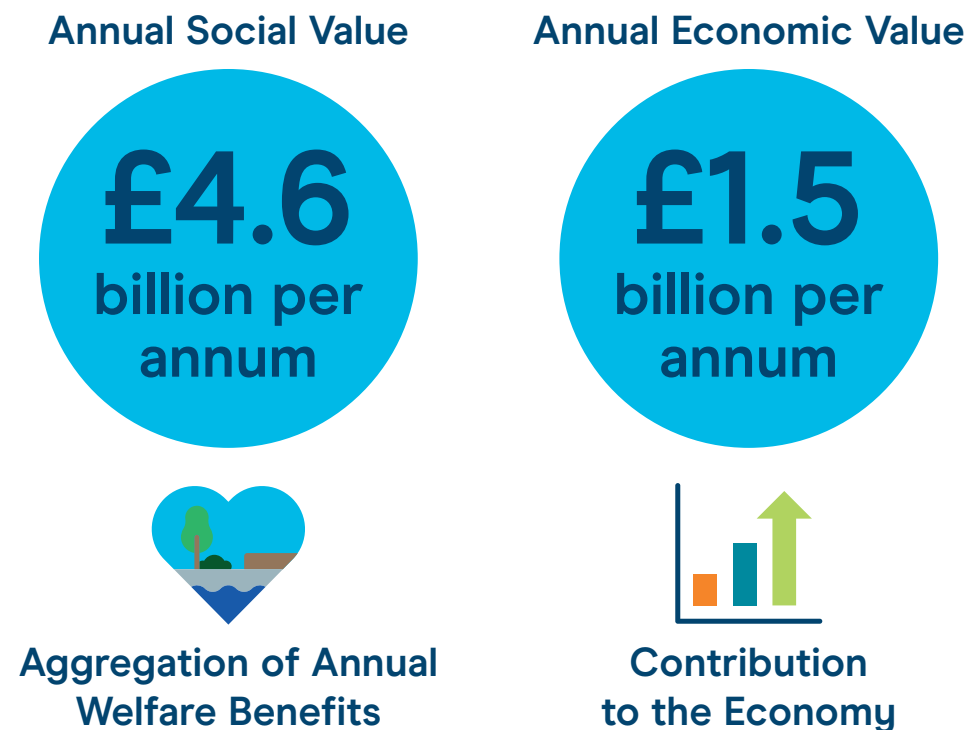 Annual Social Value
£4.6
billion per
annum
Aggregation of Annual
Welfare Benefits
Annual Economic Value
£1.5
billion per
annum
Contribution
to the Economy